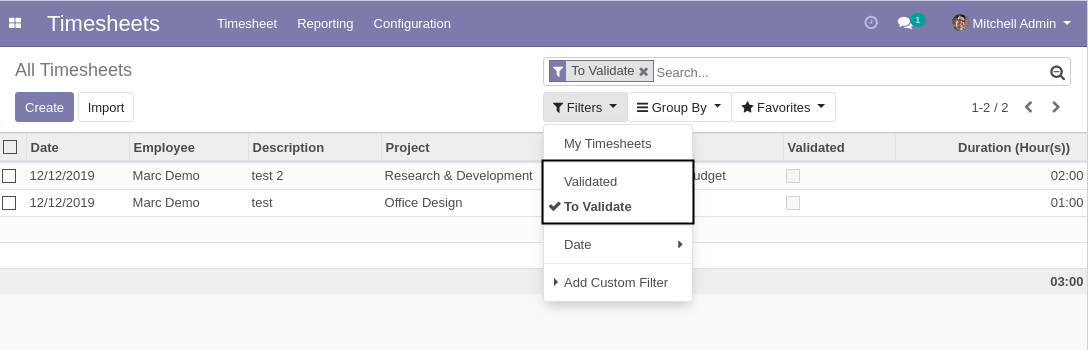 Timesheets Timesheet Reporting Configuration 1 Mitchell Admin
All Timesheets To Validate Search...
Create Import Filters Group By Favorites 1-2 / 2
Date Employee Description Project Validated Duration (Hour(s))
My Timesheets
12/12/2019 Marc Demo test 2 Research & Development 02:00
Validated
12/12/2019 Marc Demo test Office Design 01:00
To Validate
Date
Add Custom Filter 03:00